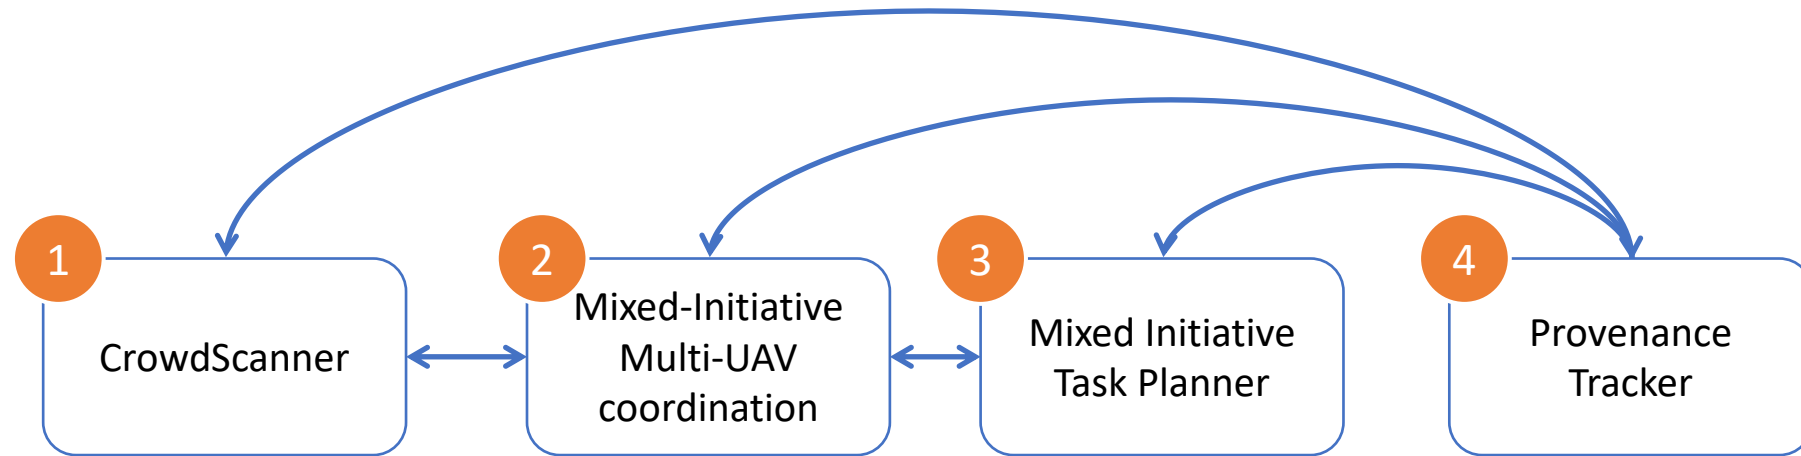 1
CrowdScanner
2
Mixed-Initiative
Multi-UAV
coordination
3
Mixed Initiative
Task Planner
4
Provenance
Tracker